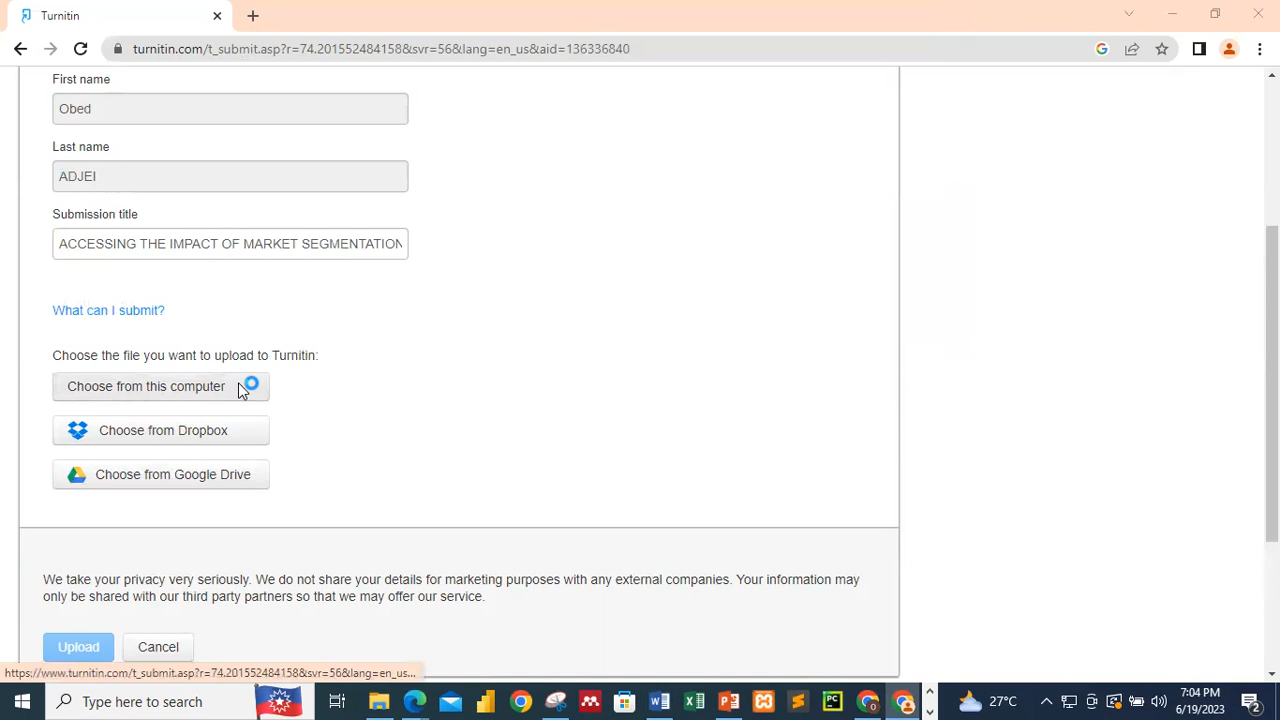 Turnitin
turnitin.com/t_submit.asp?r=74.201552484158&svr=56&lang=en_us&aid=136336840
First name
Obed
Last name
ADJEI
Submission title
ACCESSING THE IMPACT OF MARKET SEGMENTATION
What can I submit?
Choose the file you want to upload to Turnitin:
Choose from this computer
Choose from Dropbox
Choose from Google Drive
We take your privacy very seriously. We do not share your details for marketing purposes with any external companies. Your information may
only be shared with our third party partners so that we may offer our service.
Upload Cancel
https://www.turnitin.com/t_submit.asp?r=74.201552484158&svr=56&lang=en_us...
Type here to search
27°C
7:04 PM
6/19/2023
2